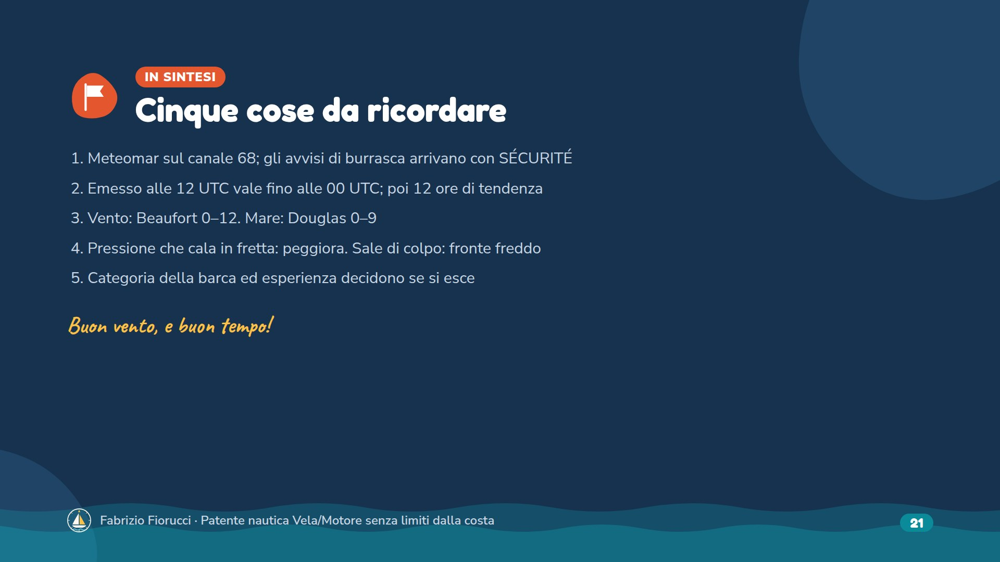 IN SINTESI
Cinque cose da ricordare
1. Meteomar sul canale 68; gli avvisi di burrasca arrivano con SÉCURITÉ
2. Emesso alle 12 UTC vale fino alle 00 UTC; poi 12 ore di tendenza
3. Vento: Beaufort 0–12. Mare: Douglas 0–9
4. Pressione che cala in fretta: peggiora. Sale di colpo: fronte freddo
5. Categoria della barca ed esperienza decidono se si esce
Buon vento, e buon tempo!
Fabrizio Fiorucci · Patente nautica Vela/Motore senza limiti dalla costa
21